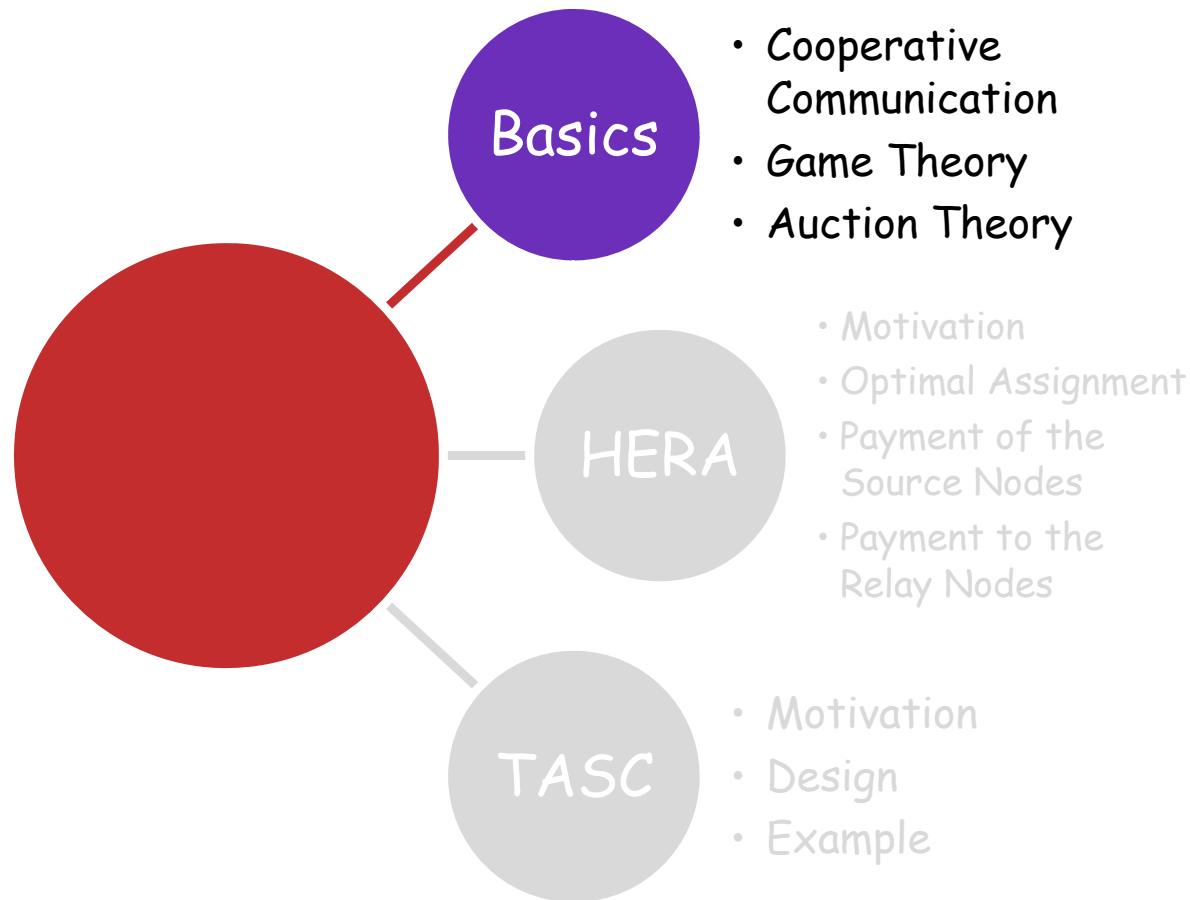 Basics
• Cooperative
Communication
• Game Theory
• Auction Theory
HERA
• Motivation
• Optimal Assignment
• Payment of the
Source Nodes
• Payment to the
Relay Nodes
TASC
• Motivation
• Design
• Example